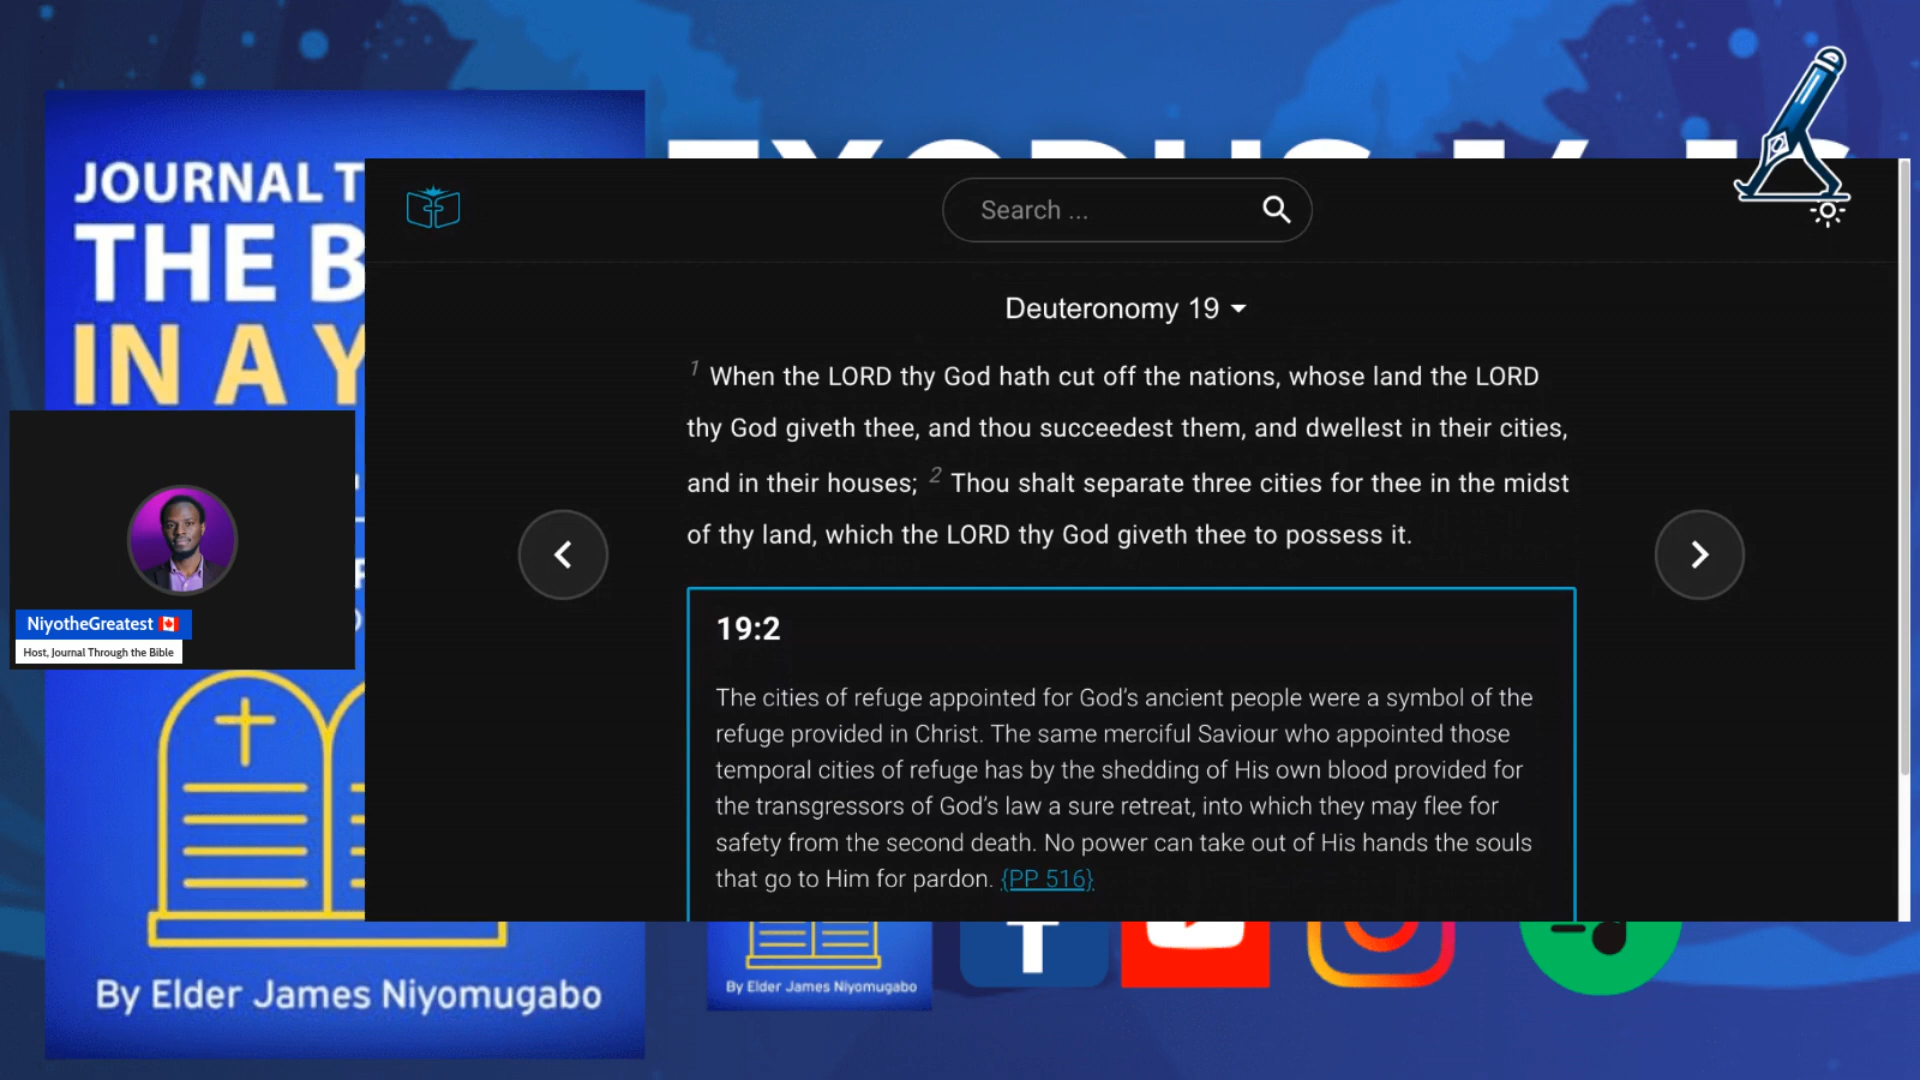 JOURNAL T
THE B
IN A Y
By Elder James Niyomugabo
NiyotheGreatest
Host, Journal Through the Bible
Search ...
Deuteronomy 19
1 When the LORD thy God hath cut off the nations, whose land the LORD
thy God giveth thee, and thou succeedest them, and dwellest in their cities,
and in their houses; 2 Thou shalt separate three cities for thee in the midst
of thy land, which the LORD thy God giveth thee to possess it.
19:2
The cities of refuge appointed for God’s ancient people were a symbol of the
refuge provided in Christ. The same merciful Saviour who appointed those
temporal cities of refuge has by the shedding of His own blood provided for
the transgressors of God’s law a sure retreat, into which they may flee for
safety from the second death. No power can take out of His hands the souls
that go to Him for pardon. {PP 516}
By Elder James Niyomugabo